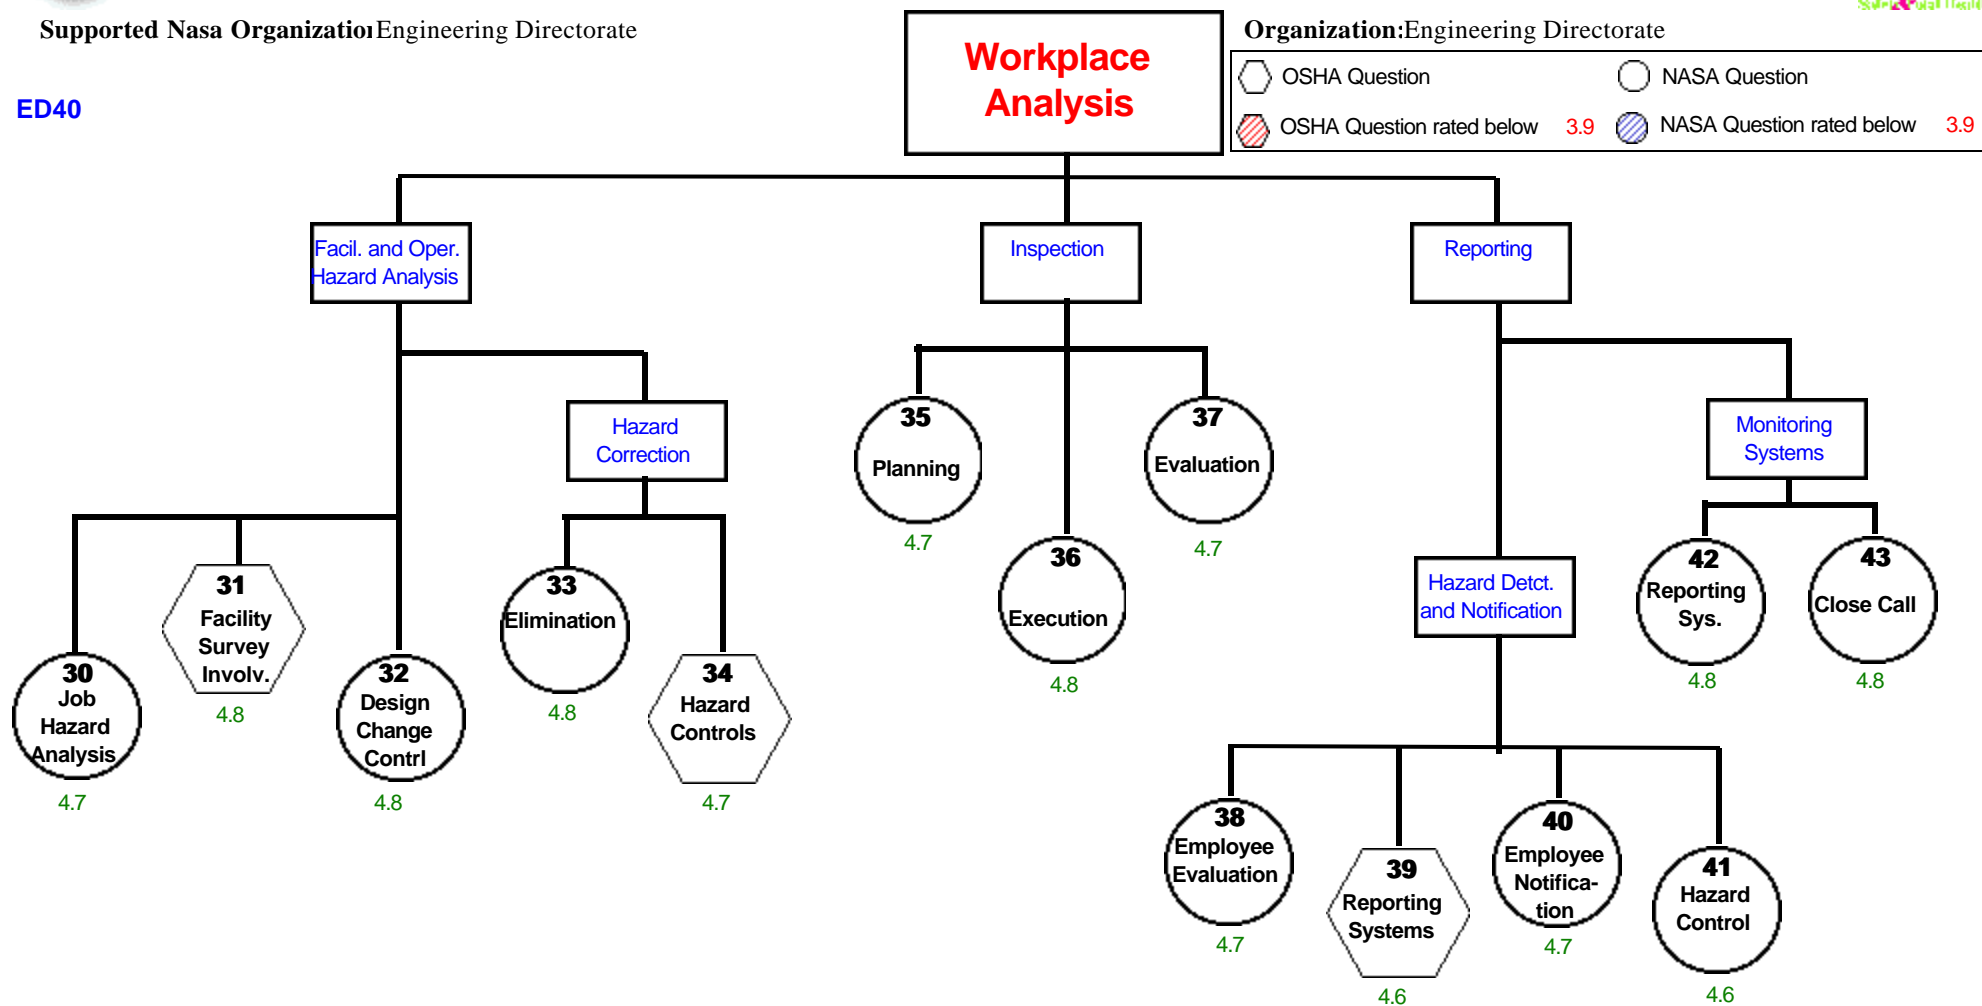 Supported Nasa Organization Engineering Directorate
Organization:Engineering Directorate
ED40
Workplace
Analysis
OSHA Question
NASA Question
OSHA Question rated below 3.9
NASA Question rated below 3.9
Facil. and Oper.
Hazard Analysis
Inspection
Reporting
Hazard
Correction
Monitoring
Systems
Hazard Detct.
and Notification
30
Job
Hazard
Analysis
4.7
31
Facility
Survey
Involv.
4.8
32
Design
Change
Contrl
4.8
33
Elimination
4.8
34
Hazard
Controls
4.7
35
Planning
4.7
36
Execution
4.8
37
Evaluation
4.7
38
Employee
Evaluation
4.7
39
Reporting
Systems
4.6
40
Employee
Notifica-
tion
4.7
41
Hazard
Control
4.6
42
Reporting
Sys.
4.8
43
Close Call
4.8